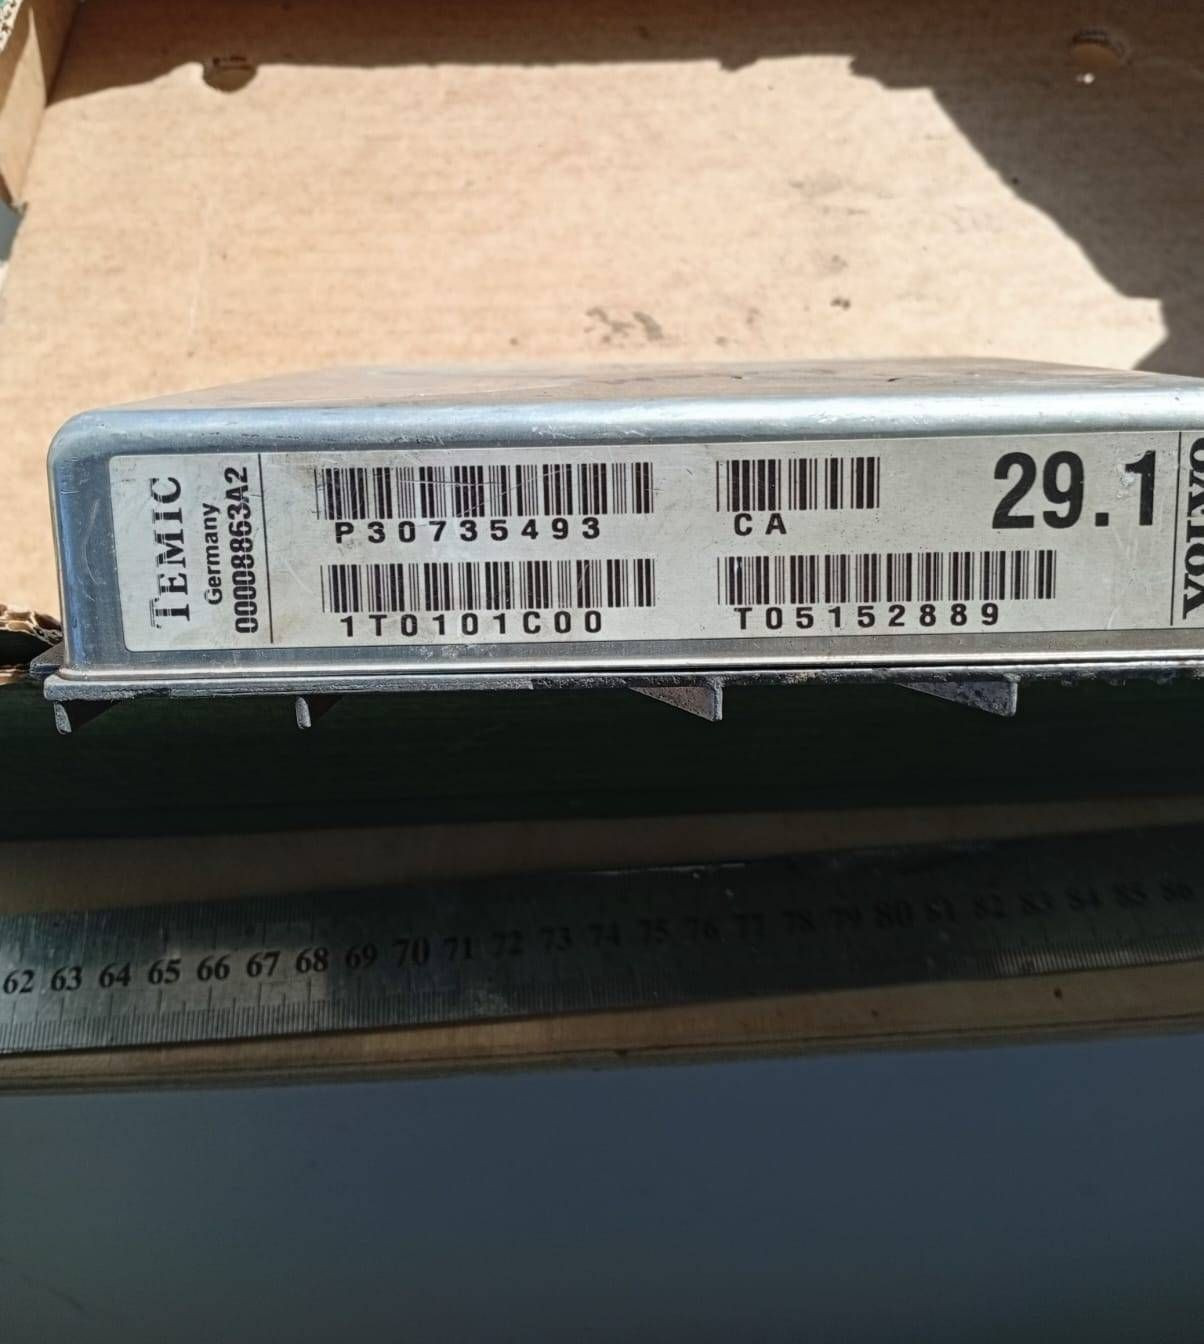 TEMIC
Germany
00008863A2
P30735493
CA
29.1
1T0101C00
T05152889
62 63 64 65 66 67 68 69 70 71 72 73 74 75 76 77 78 79 80 81 82 83 84 85 86